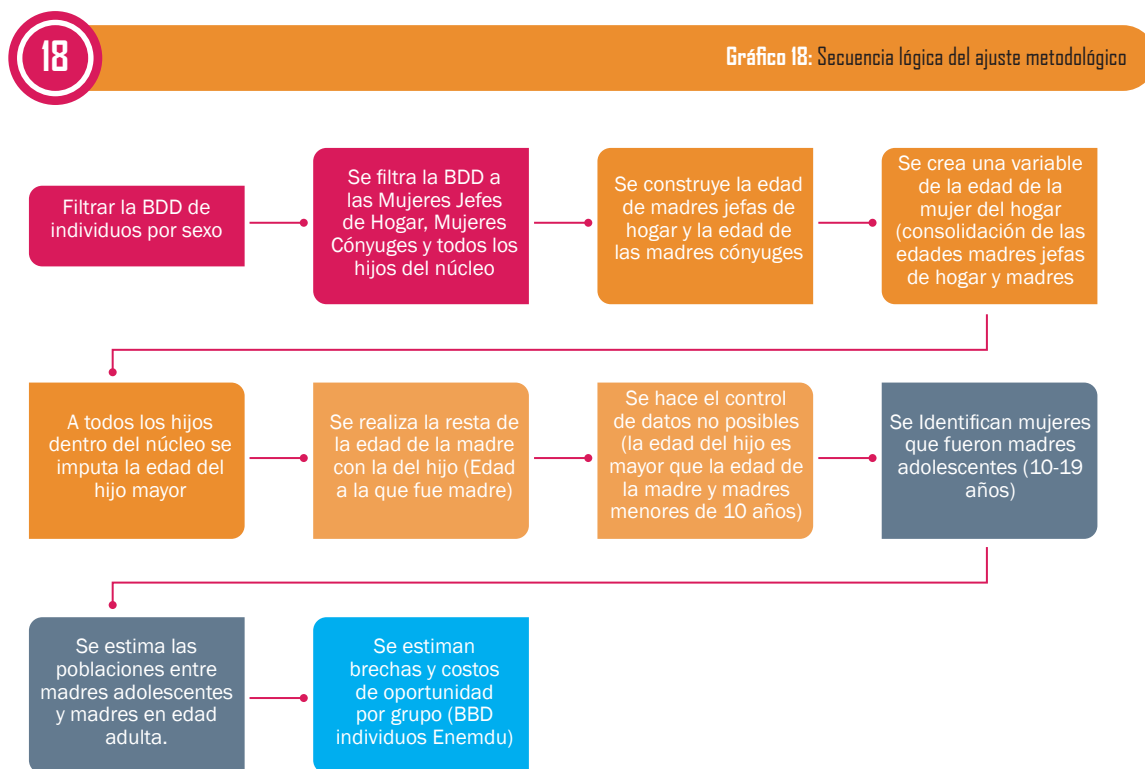 18
Gráfico 18: Secuencia lógica del ajuste metodológico
Filtrar la BDD de
individuos por sexo
Se filtra la BDD a
las Mujeres Jefes
de Hogar, Mujeres
Cónyuges y todos los
hijos del núcleo
Se construye la edad
de madres jefas de
hogar y la edad de
las madres cónyuges
Se crea una variable
de la edad de la
mujer del hogar
(consolidación de las
edades madres jefas
de hogar y madres
A todos los hijos
dentro del núcleo se
imputa la edad del
hijo mayor
Se realiza la resta de
la edad de la madre
con la del hijo (Edad
a la que fue madre)
Se hace el control
de datos no posibles
(la edad del hijo es
mayor que la edad de
la madre y madres
menores de 10 años)
Se Identifican mujeres
que fueron madres
adolescentes (10-19
años)
Se estima las
poblaciones entre
madres adolescentes
y madres en edad
adulta.
Se estiman
brechas y costos
de oportunidad
por grupo (BBD
individuos Enemdu)